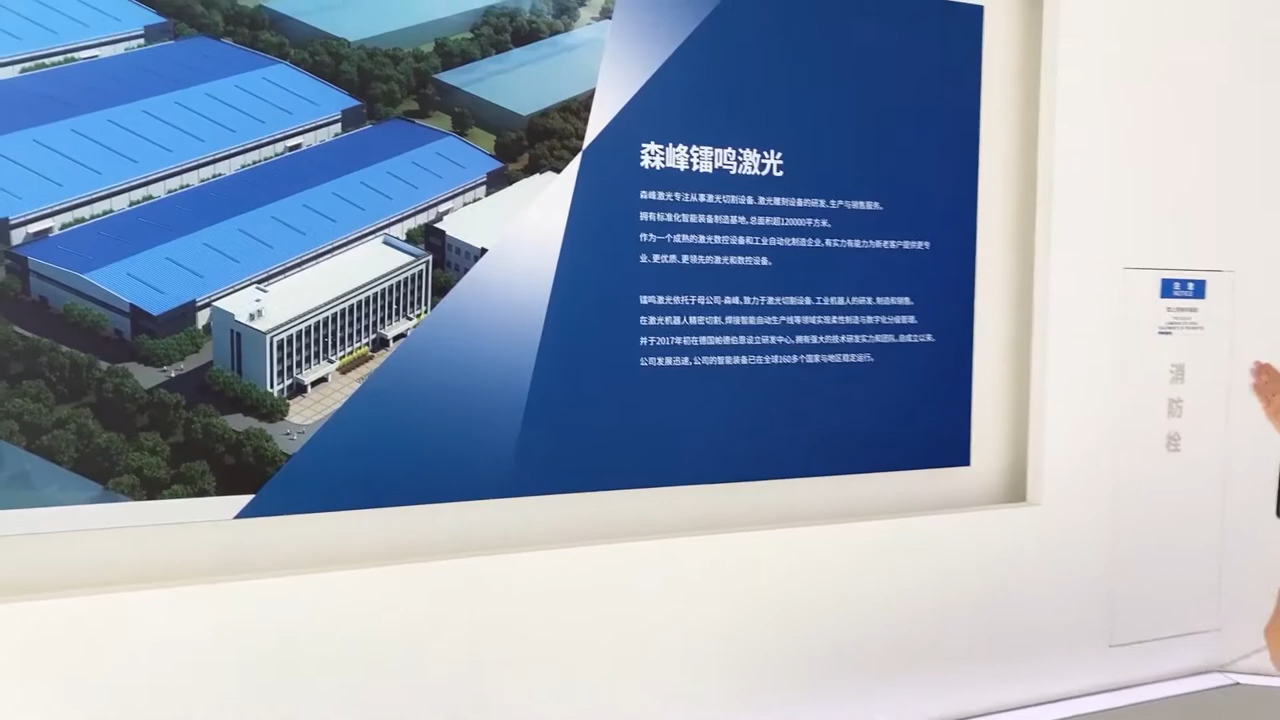 森峰镭鸣激光
森峰激光专注从事激光切割设备、激光雕刻设备的研发、生产与销售服务。
拥有标准化智能装备制造基地，总面积超120000平方米。
作为一个成熟的激光数控设备和工业自动化制造企业，有实力有能力为新老客户提供更专
业、更优质、更领先的激光和数控设备。
镭鸣激光依托于母公司-森峰，致力于激光切割设备、工业机器人的研发、制造和销售。
在激光机器人精密切割、焊接智能自动生产线等领域实现柔性制造与数字化分级管理。
并于2017年初在德国帕德伯恩设立研发中心，拥有强大的技术研发实力和团队。自成立以来，
公司发展迅速，公司的智能装备已在全球160多个国家与地区稳定运行。
注 意
NOTICE
消
防
栓